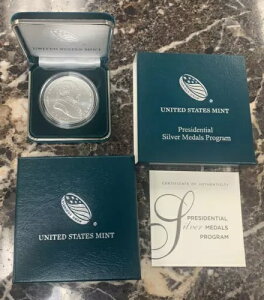 UNITED STATES MINT
UNITED STATES MINT
Presidential
Silver Medals Program
UNITED STATES MINT
CERTIFICATE OF AUTHENTICITY
PRESIDENTIAL
Silver MEDALS
PROGRAM